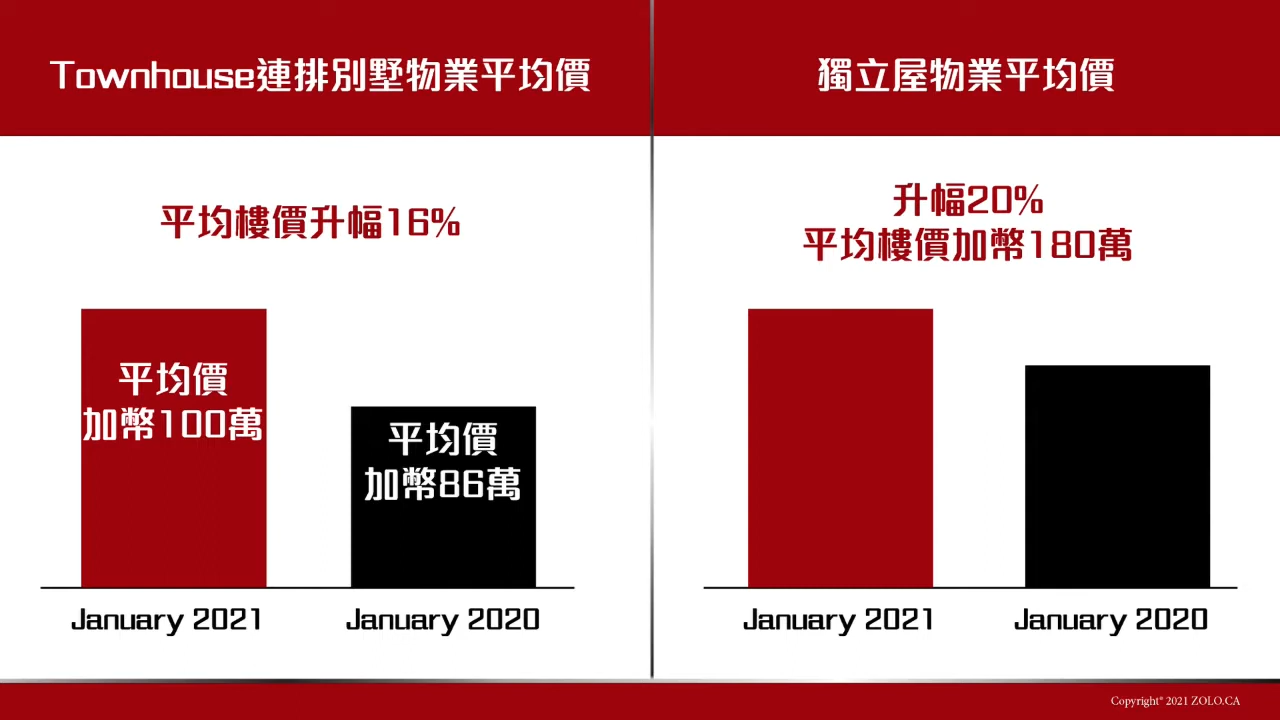 Townhouse連排別墅物業平均價
平均樓價升幅16%
平均價
加幣100萬
平均價
加幣86萬
January 2021
January 2020
獨立屋物業平均價
升幅20%
平均樓價加幣180萬
January 2021
January 2020
Copyright® 2021 ZOLO.CA